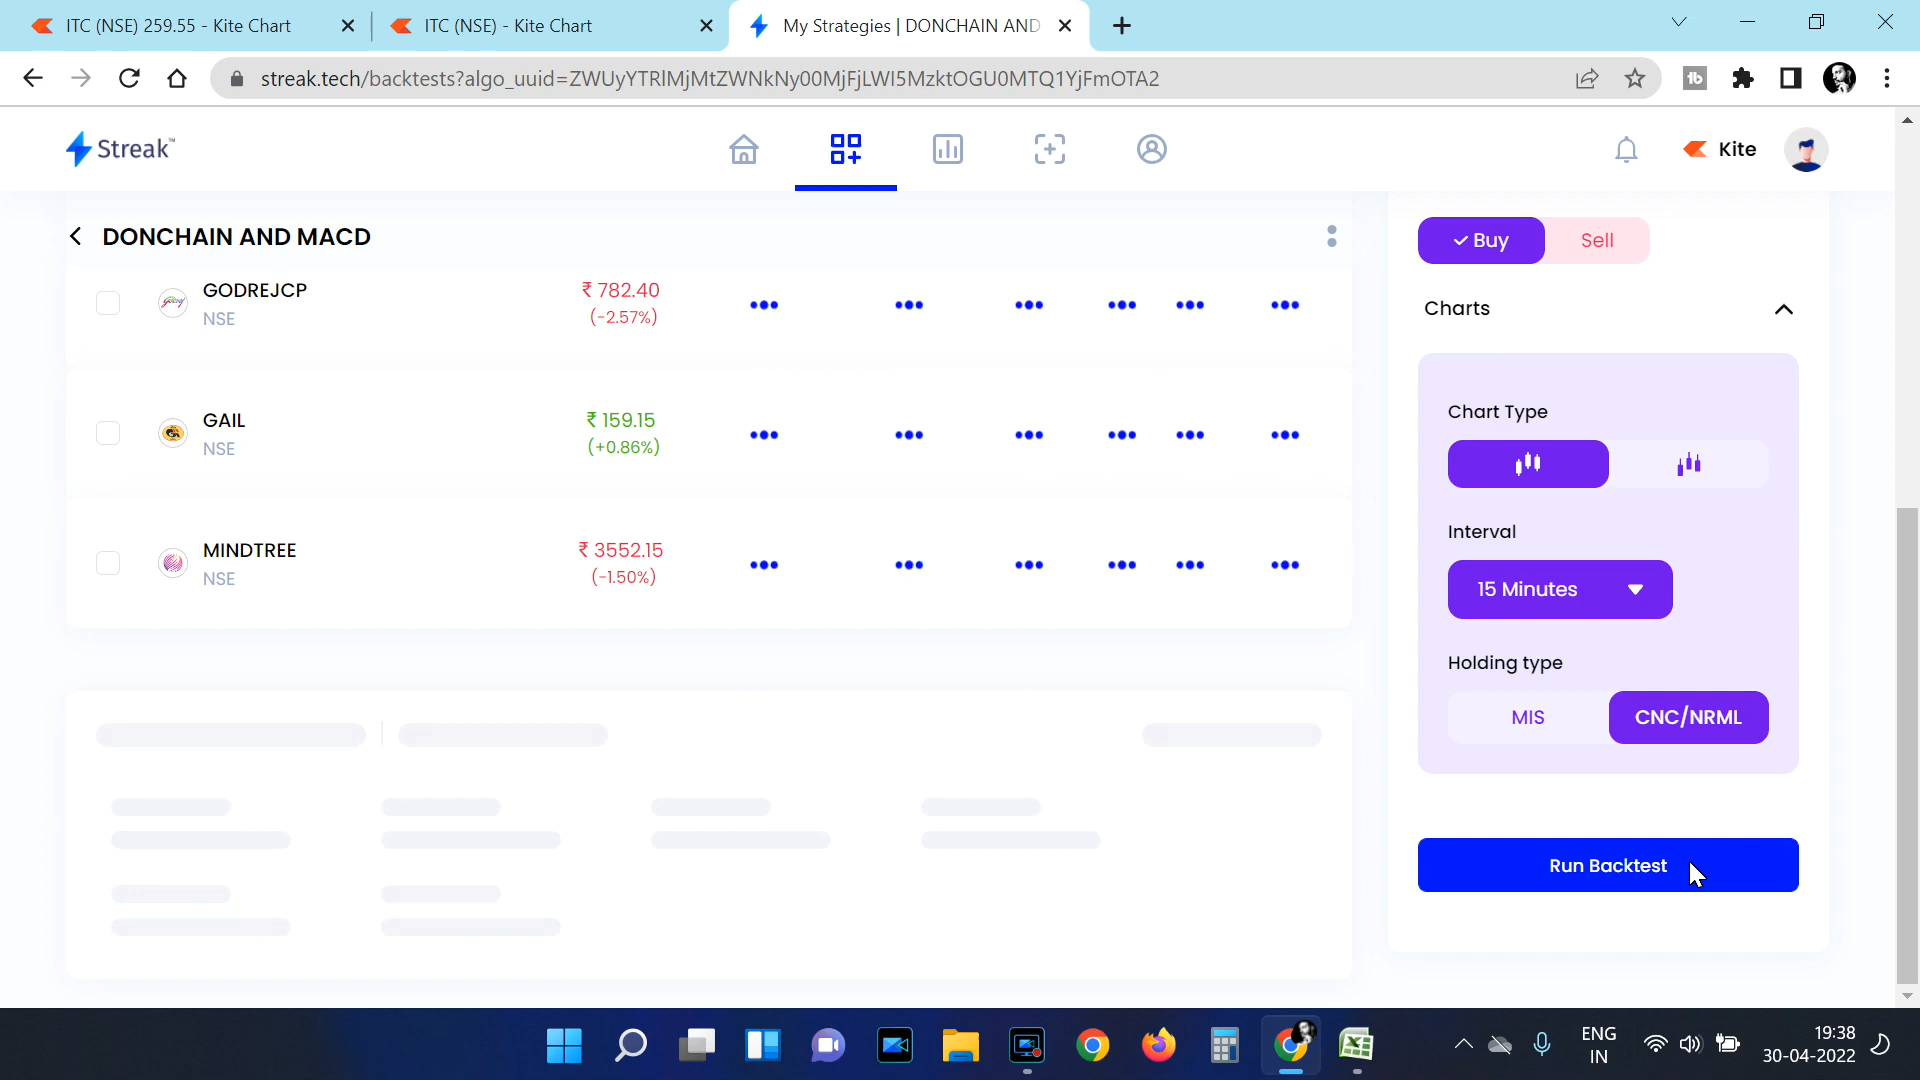 ITC (NSE) 259.55 - Kite Chart
ITC (NSE) - Kite Chart
My Strategies | DONCHAIN AND
streak.tech/backtests?algo_uuid=ZWUyYTRlMjMtZWNkNy00MjFjLWI5MzktOGU0MTQ1YjFmOTA2
Streak™
Kite
DONCHAIN AND MACD
GODREJCP
NSE
₹ 782.40
(-2.57%)
GAIL
NSE
₹ 159.15
(+0.86%)
MINDTREE
NSE
₹ 3552.15
(-1.50%)
Buy
Sell
Charts
Chart Type
Interval
15 Minutes
Holding type
MIS
CNC/NRML
Run Backtest
ENG
IN
19:38
30-04-2022